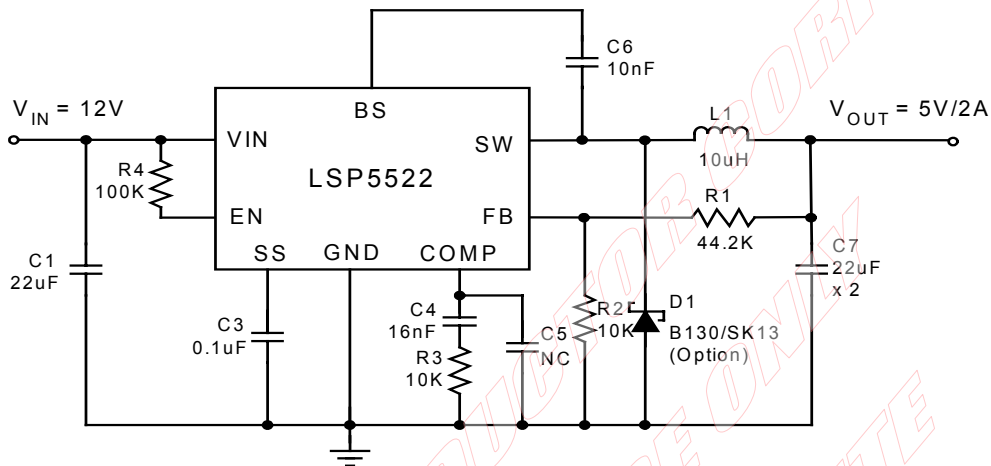 C6
10nF
V IN = 12V
BS
L1
V OUT = 5V/2A
VIN
SW
10uH
R4
100K
LSP5522
R1
EN
FB
44.2K
SS
GND
COMP
C1
22uF
C7
22uF
x 2
C3
0.1uF
C4
16nF
R3
10K
C5
NC
R2
10K
D1
B130/SK13
(Option)